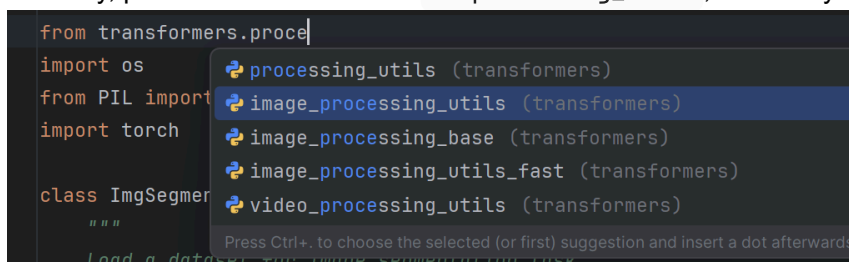 from transformers.proce
import os
from PIL import
import torch
class ImgSegmen
"""
processing_utils (transformers)
image_processing_utils (transformers)
image_processing_base (transformers)
image_processing_utils_fast (transformers)
video_processing_utils (transformers)
Press Ctrl+. to choose the selected (or first) suggestion and insert a dot afterwards